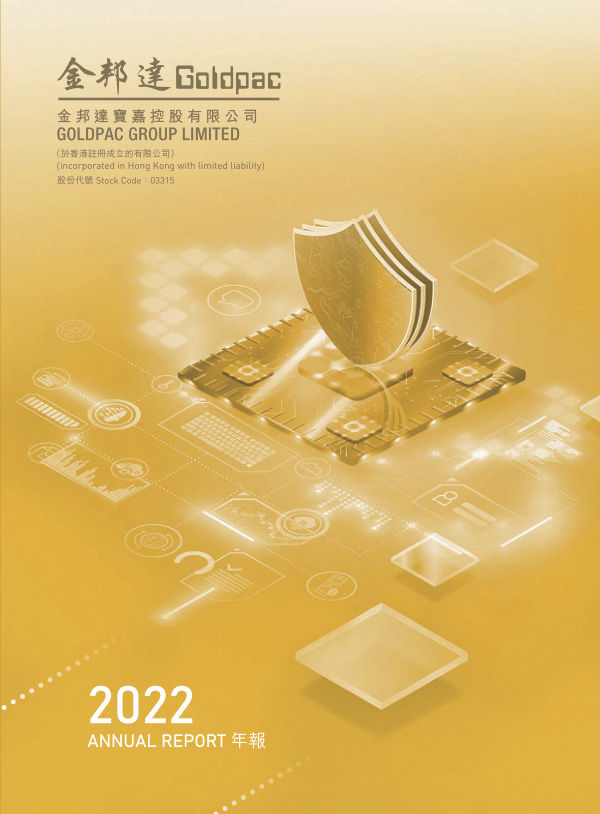 金邦達 Goldpac
金邦達寶嘉控股有限公司
GOLDPAC GROUP LIMITED
（於香港註冊成立的有限公司）
(incorporated in Hong Kong with limited liability)
股份代號 Stock Code：03315
2022
ANNUAL REPORT 年報